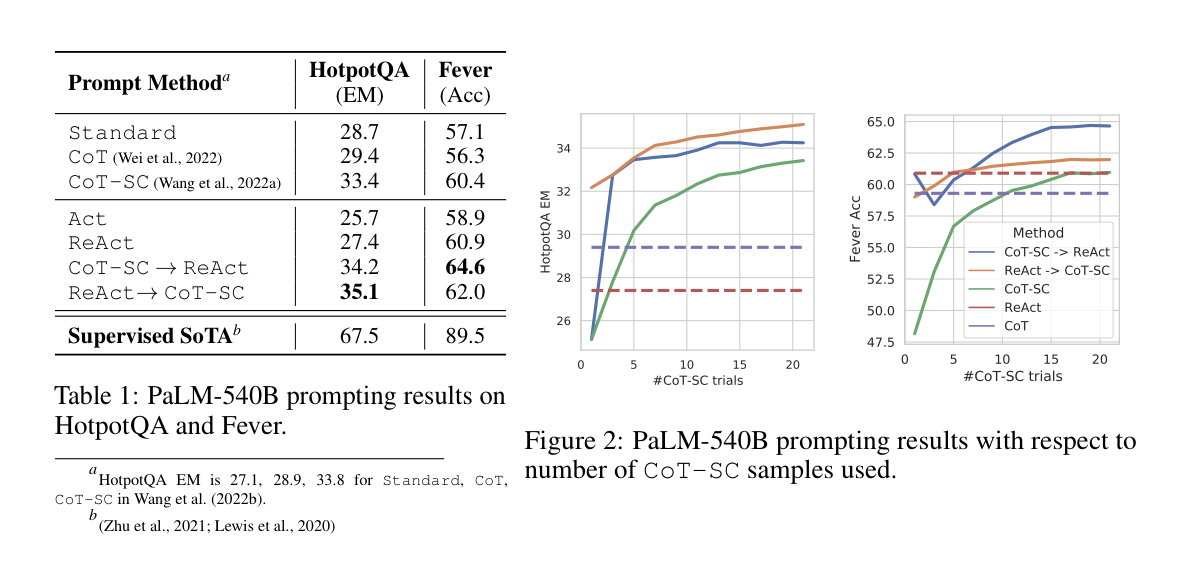 Prompt Methodᵃ HotpotQA (EM) Fever (Acc)
Standard 28.7 57.1
CoT (Wei et al., 2022) 29.4 56.3
CoT-SC (Wang et al., 2022a) 33.4 60.4
Act 25.7 58.9
ReAct 27.4 60.9
CoT-SC → ReAct 34.2 64.6
ReAct→ CoT-SC 35.1 62.0
Supervised SoTAᵇ 67.5 89.5
Table 1: PaLM-540B prompting results on
HotpotQA and Fever.
ᵃHotpotQA EM is 27.1, 28.9, 33.8 for Standard, CoT,
CoT-SC in Wang et al. (2022b).
ᵇ(Zhu et al., 2021; Lewis et al., 2020)
HotpotQA EM
34
32
30
28
26
0 5 10 15 20
#CoT-SC trials
Fever Acc
65.0
62.5
60.0
57.5
55.0
52.5
50.0
47.5
0 5 10 15 20
#CoT-SC trials
Method
CoT-SC -> ReAct
ReAct -> CoT-SC
CoT-SC
ReAct
CoT
Figure 2: PaLM-540B prompting results with respect to
number of CoT-SC samples used.